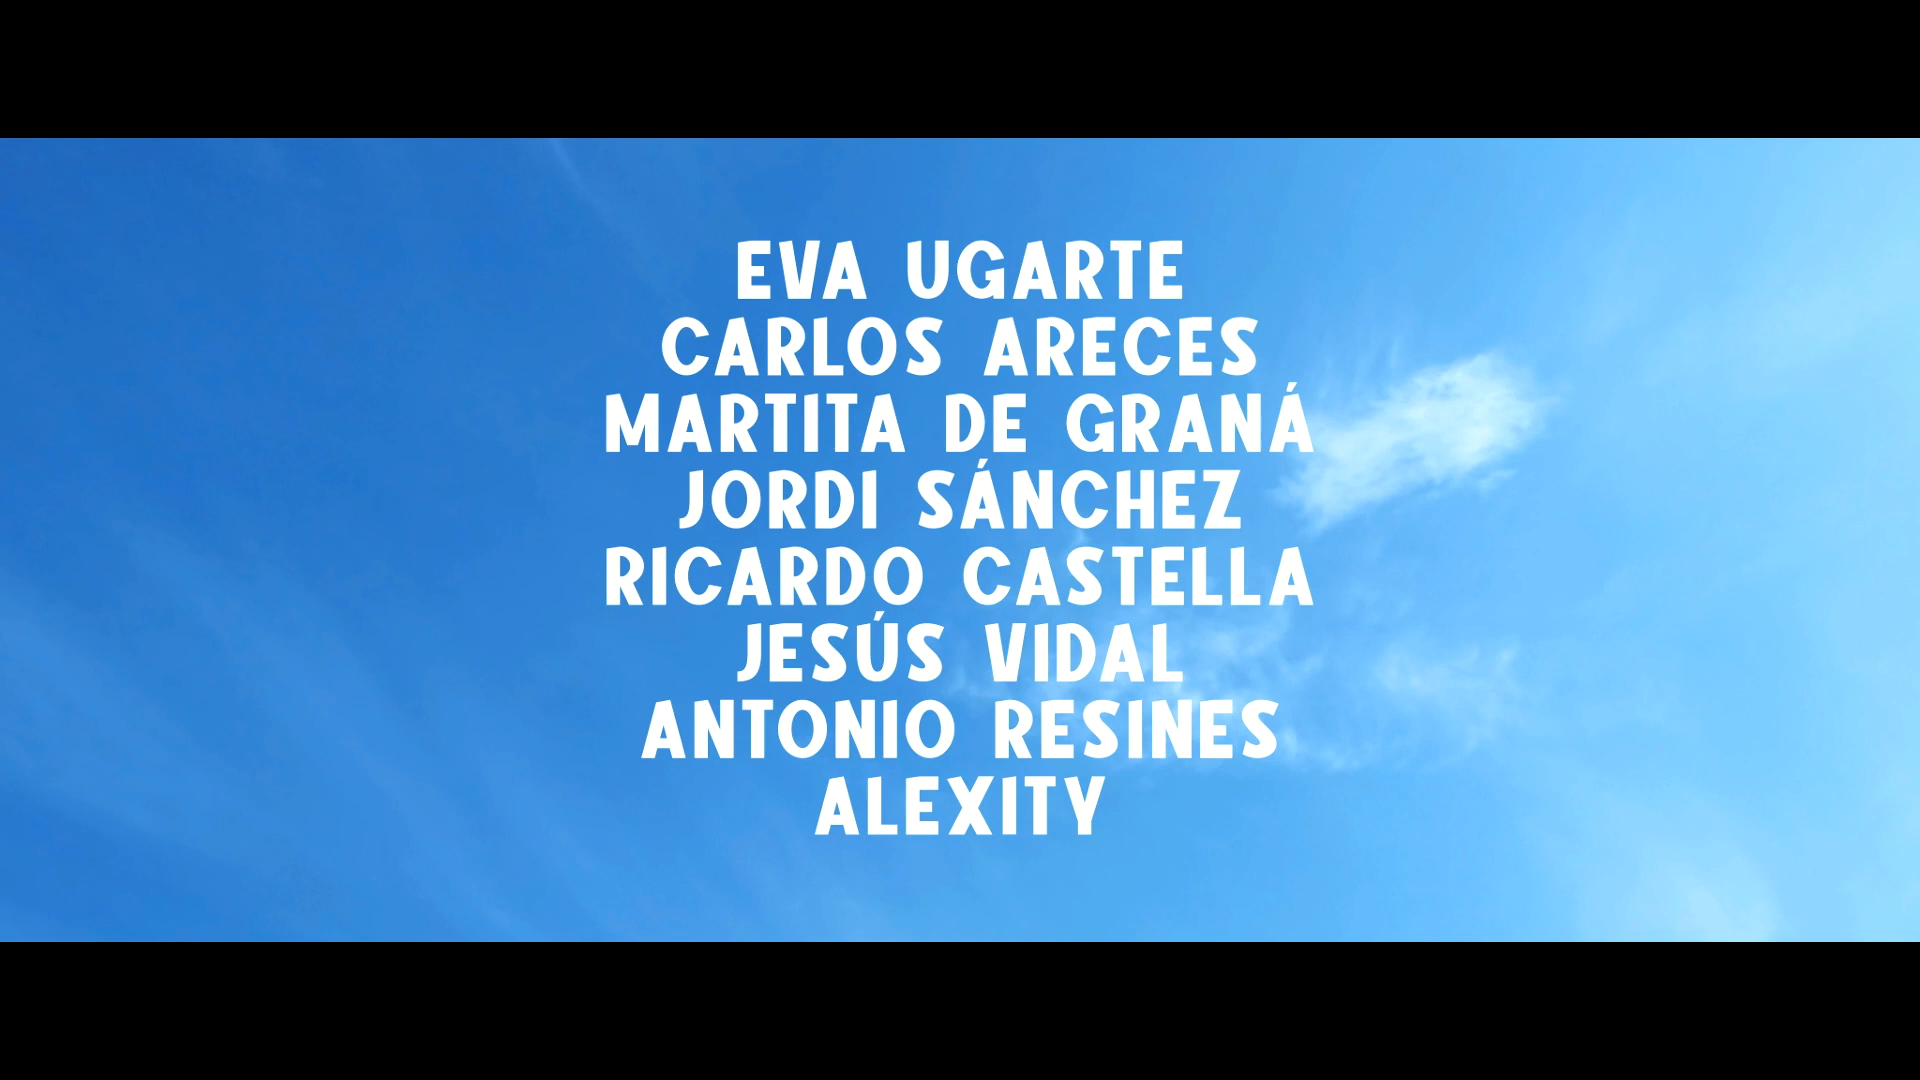 EVA UGARTE
CARLOS ARECES
MARTITA DE GRANÁ
JORDI SÁNCHEZ
RICARDO CASTELLA
JESÚS VIDAL
ANTONIO RESINES
ALEXITY